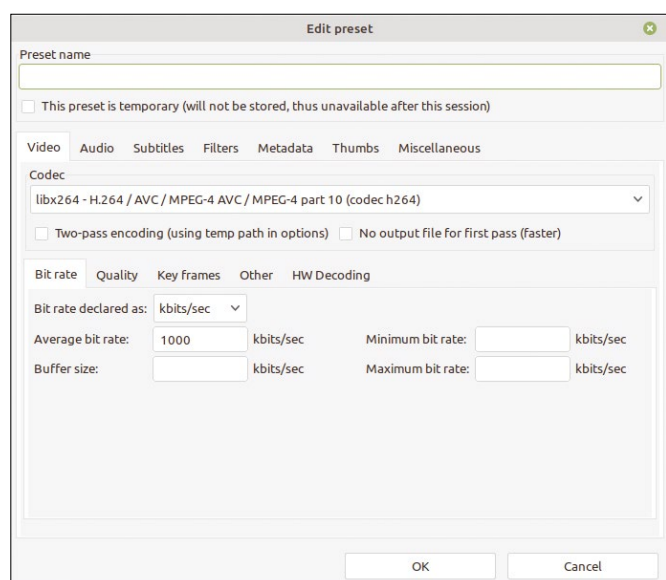 Edit preset
Preset name
This preset is temporary (will not be stored, thus unavailable after this session)
Video Audio Subtitles Filters Metadata Thumbs Miscellaneous
Codec
libx264 - H.264 / AVC / MPEG-4 AVC / MPEG-4 part 10 (codec h264)
Two-pass encoding (using temp path in options) No output file for first pass (faster)
Bit rate Quality Key frames Other HW Decoding
Bit rate declared as: kbits/sec
Average bit rate: 1000 kbits/sec Minimum bit rate: kbits/sec
Buffer size: kbits/sec Maximum bit rate: kbits/sec
OK Cancel